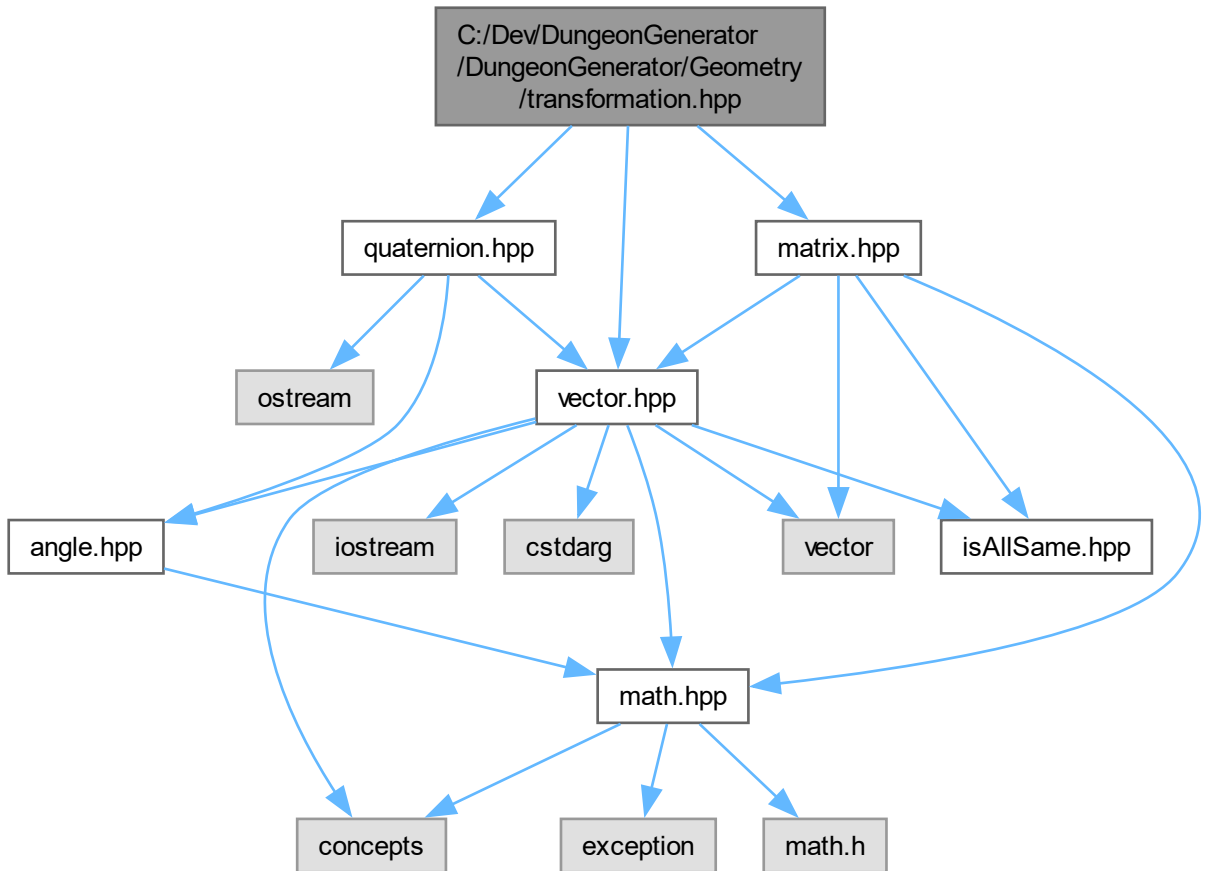 C:/Dev/DungeonGenerator
/DungeonGenerator/Geometry
/transformation.hpp
quaternion.hpp
matrix.hpp
ostream
vector.hpp
angle.hpp
iostream
cstdarg
vector
isAllSame.hpp
math.hpp
concepts
exception
math.h